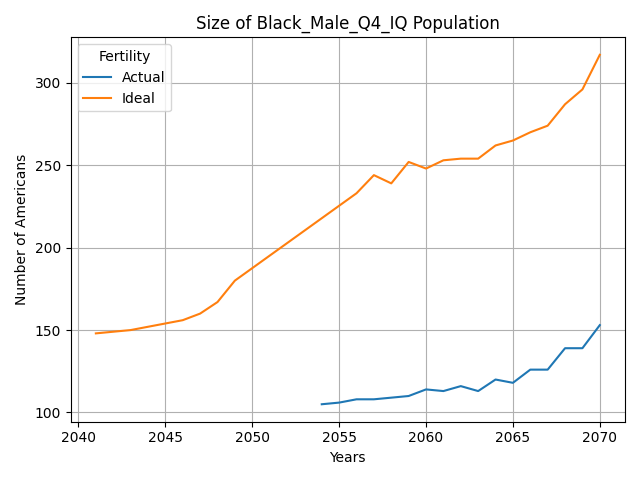 Size of Black_Male_Q4_IQ Population
Fertility
Actual
Ideal
Number of Americans
300
250
200
150
100
2040 2045 2050 2055 2060 2065 2070
Years